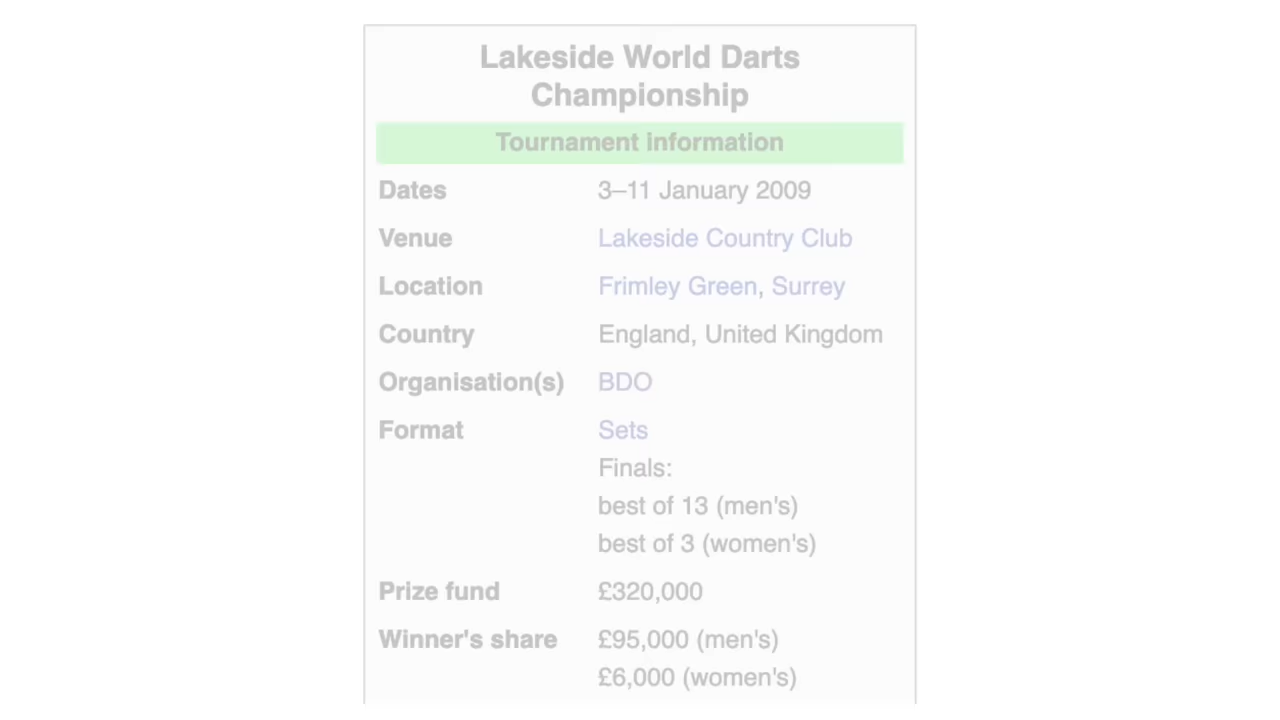 Lakeside World Darts
Championship
Tournament information
Dates 3–11 January 2009
Venue Lakeside Country Club
Location Frimley Green, Surrey
Country England, United Kingdom
Organisation(s) BDO
Format Sets
Finals:
best of 13 (men's)
best of 3 (women's)
Prize fund £320,000
Winner's share £95,000 (men's)
£6,000 (women's)